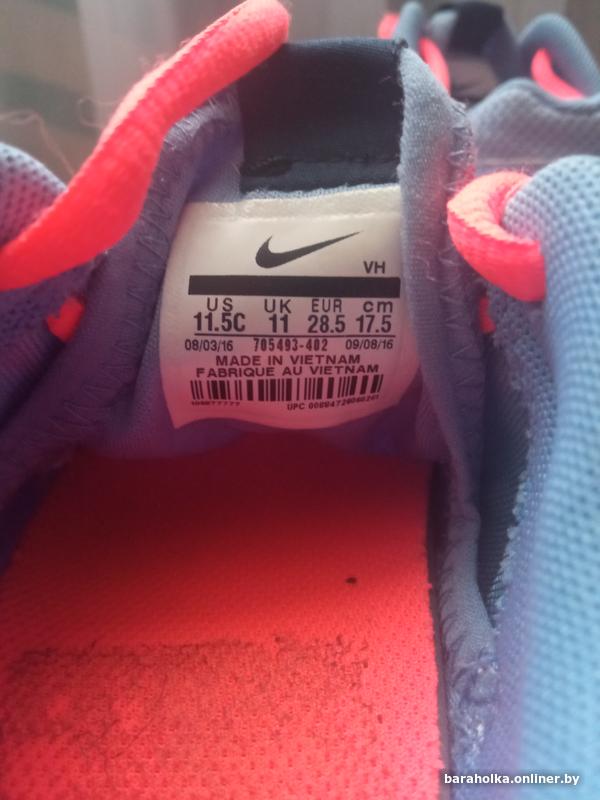 VH
US UK EUR cm
11.5C 11 28.5 17.5
08/03/16 705493-402 09/08/16
MADE IN VIETNAM
FABRIQUE AU VIETNAM
UPC
baraholka.onliner.by